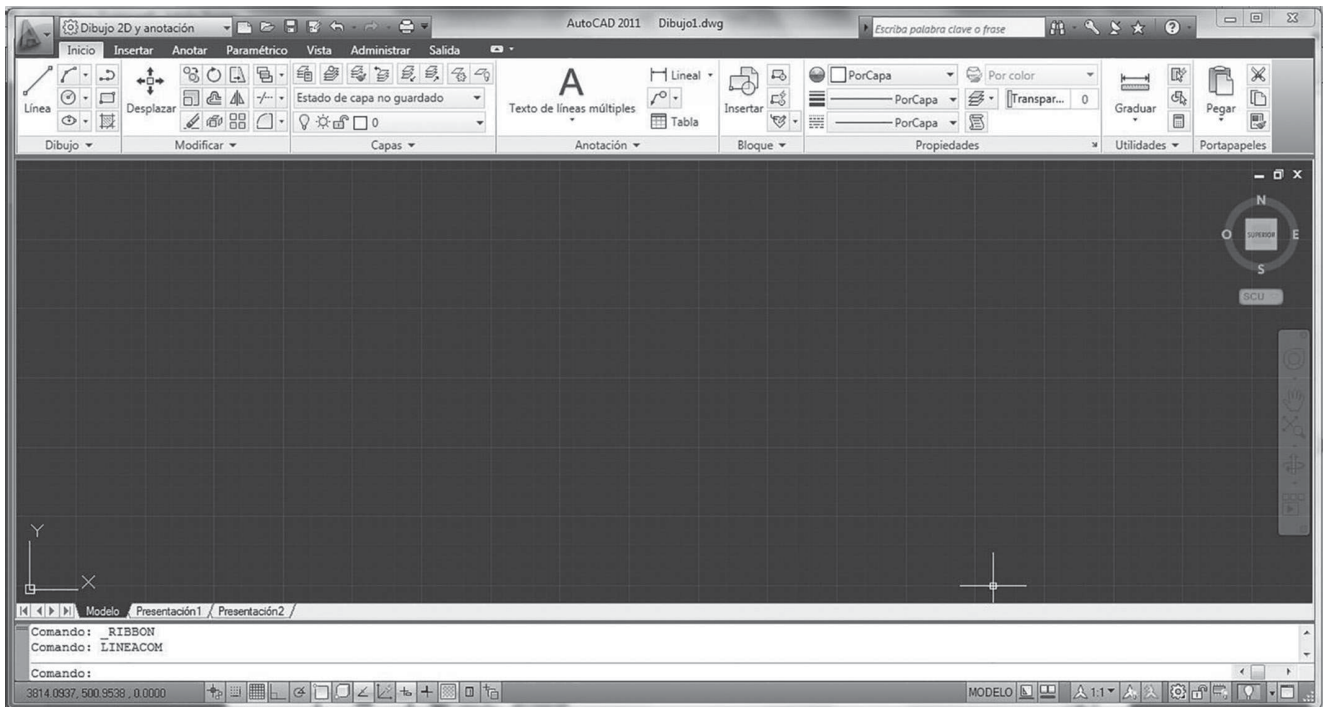 Dibujo 2D y anotación
AutoCAD 2011 Dibujo1.dwg
Escriba palabra clave o frase
Inicio Insertar Anotar Paramétrico Vista Administrar Salida
Línea
Desplazar
Estado de capa no guardado
0
A
Texto de líneas múltiples
Lineal
Tabla
Insertar
PorCapa
PorCapa
PorCapa
Por color
Transpar... 0
Graduar
Pegar
Dibujo Modificar Capas Anotación Bloque Propiedades Utilidades Portapapeles
N
O SUPERIOR E
S
SCU
Y
X
Modelo Presentación1 Presentación2
Comando: _RIBBON
Comando: LINEACOM
Comando:
3814.0937, 500.9538 , 0.0000
MODELO
1:1